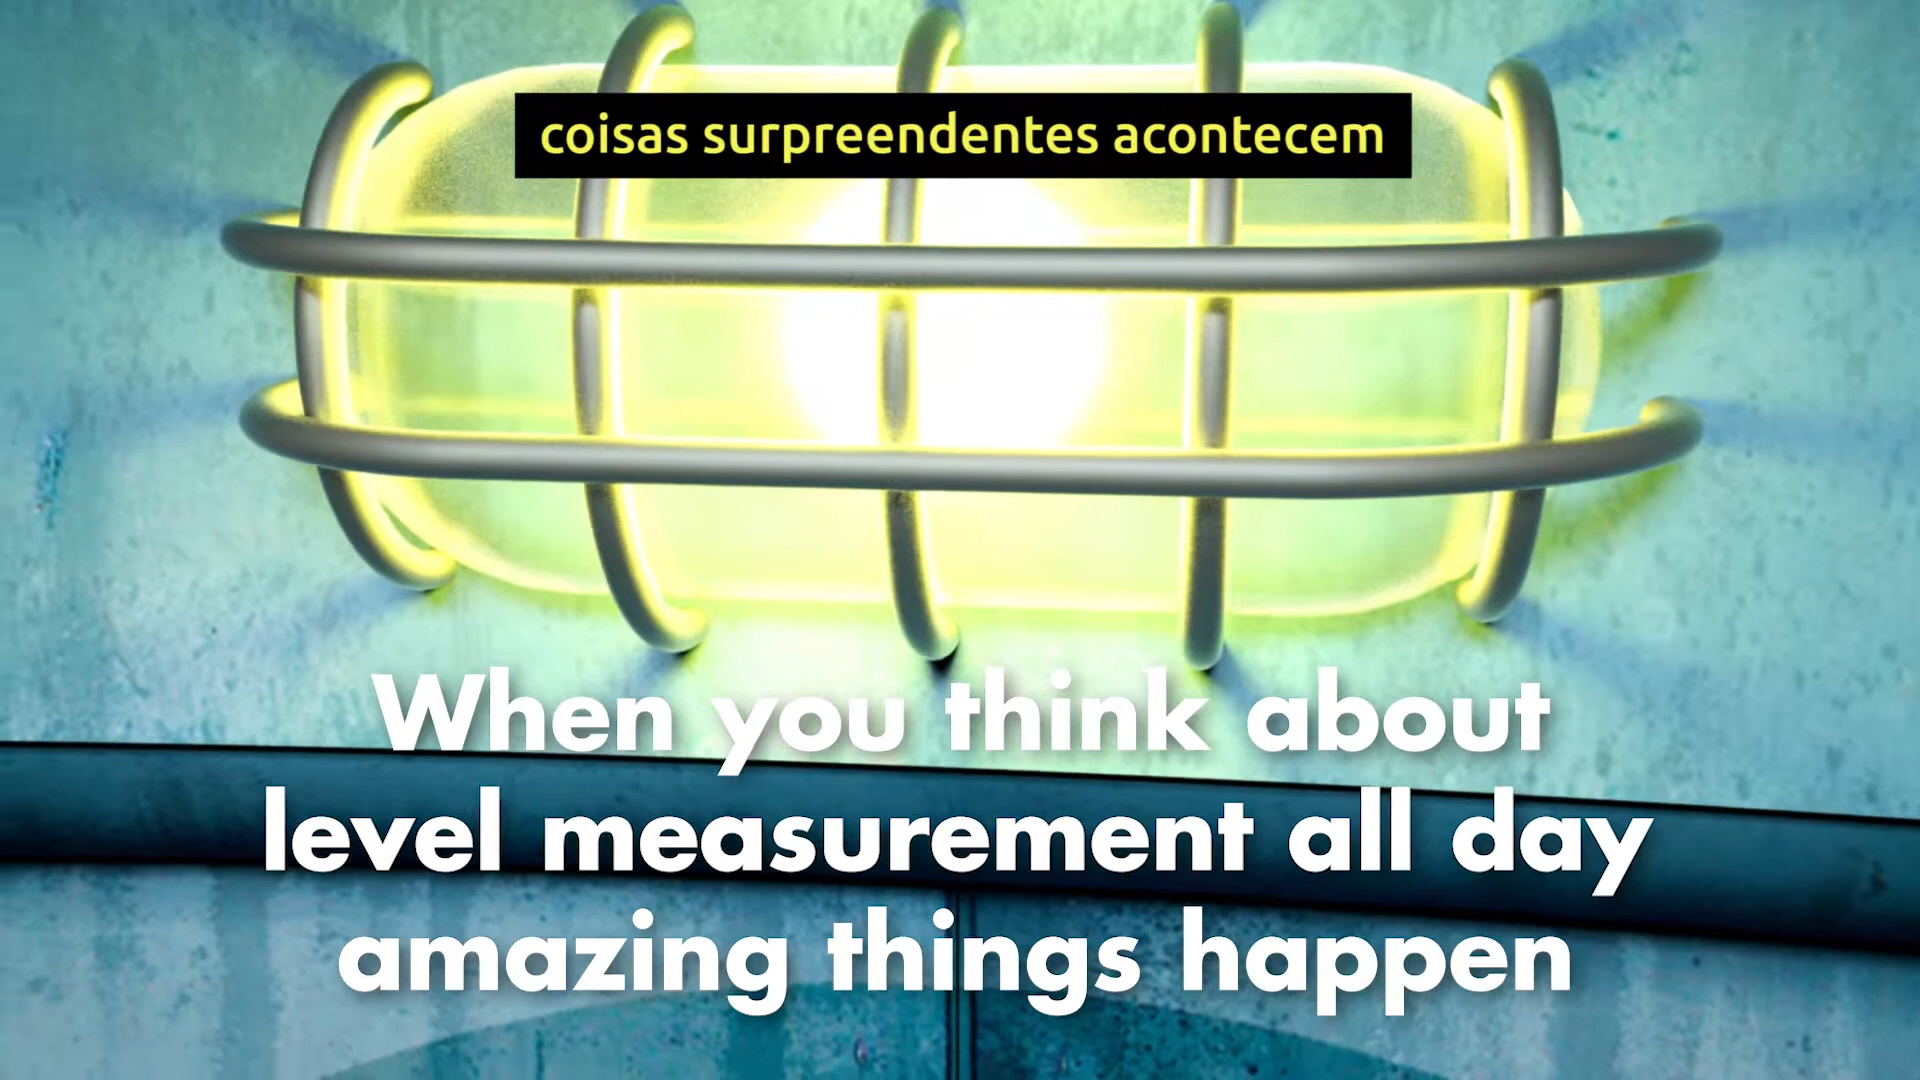 coisas surpreendentes acontecem
When you think about
level measurement all day
amazing things happen